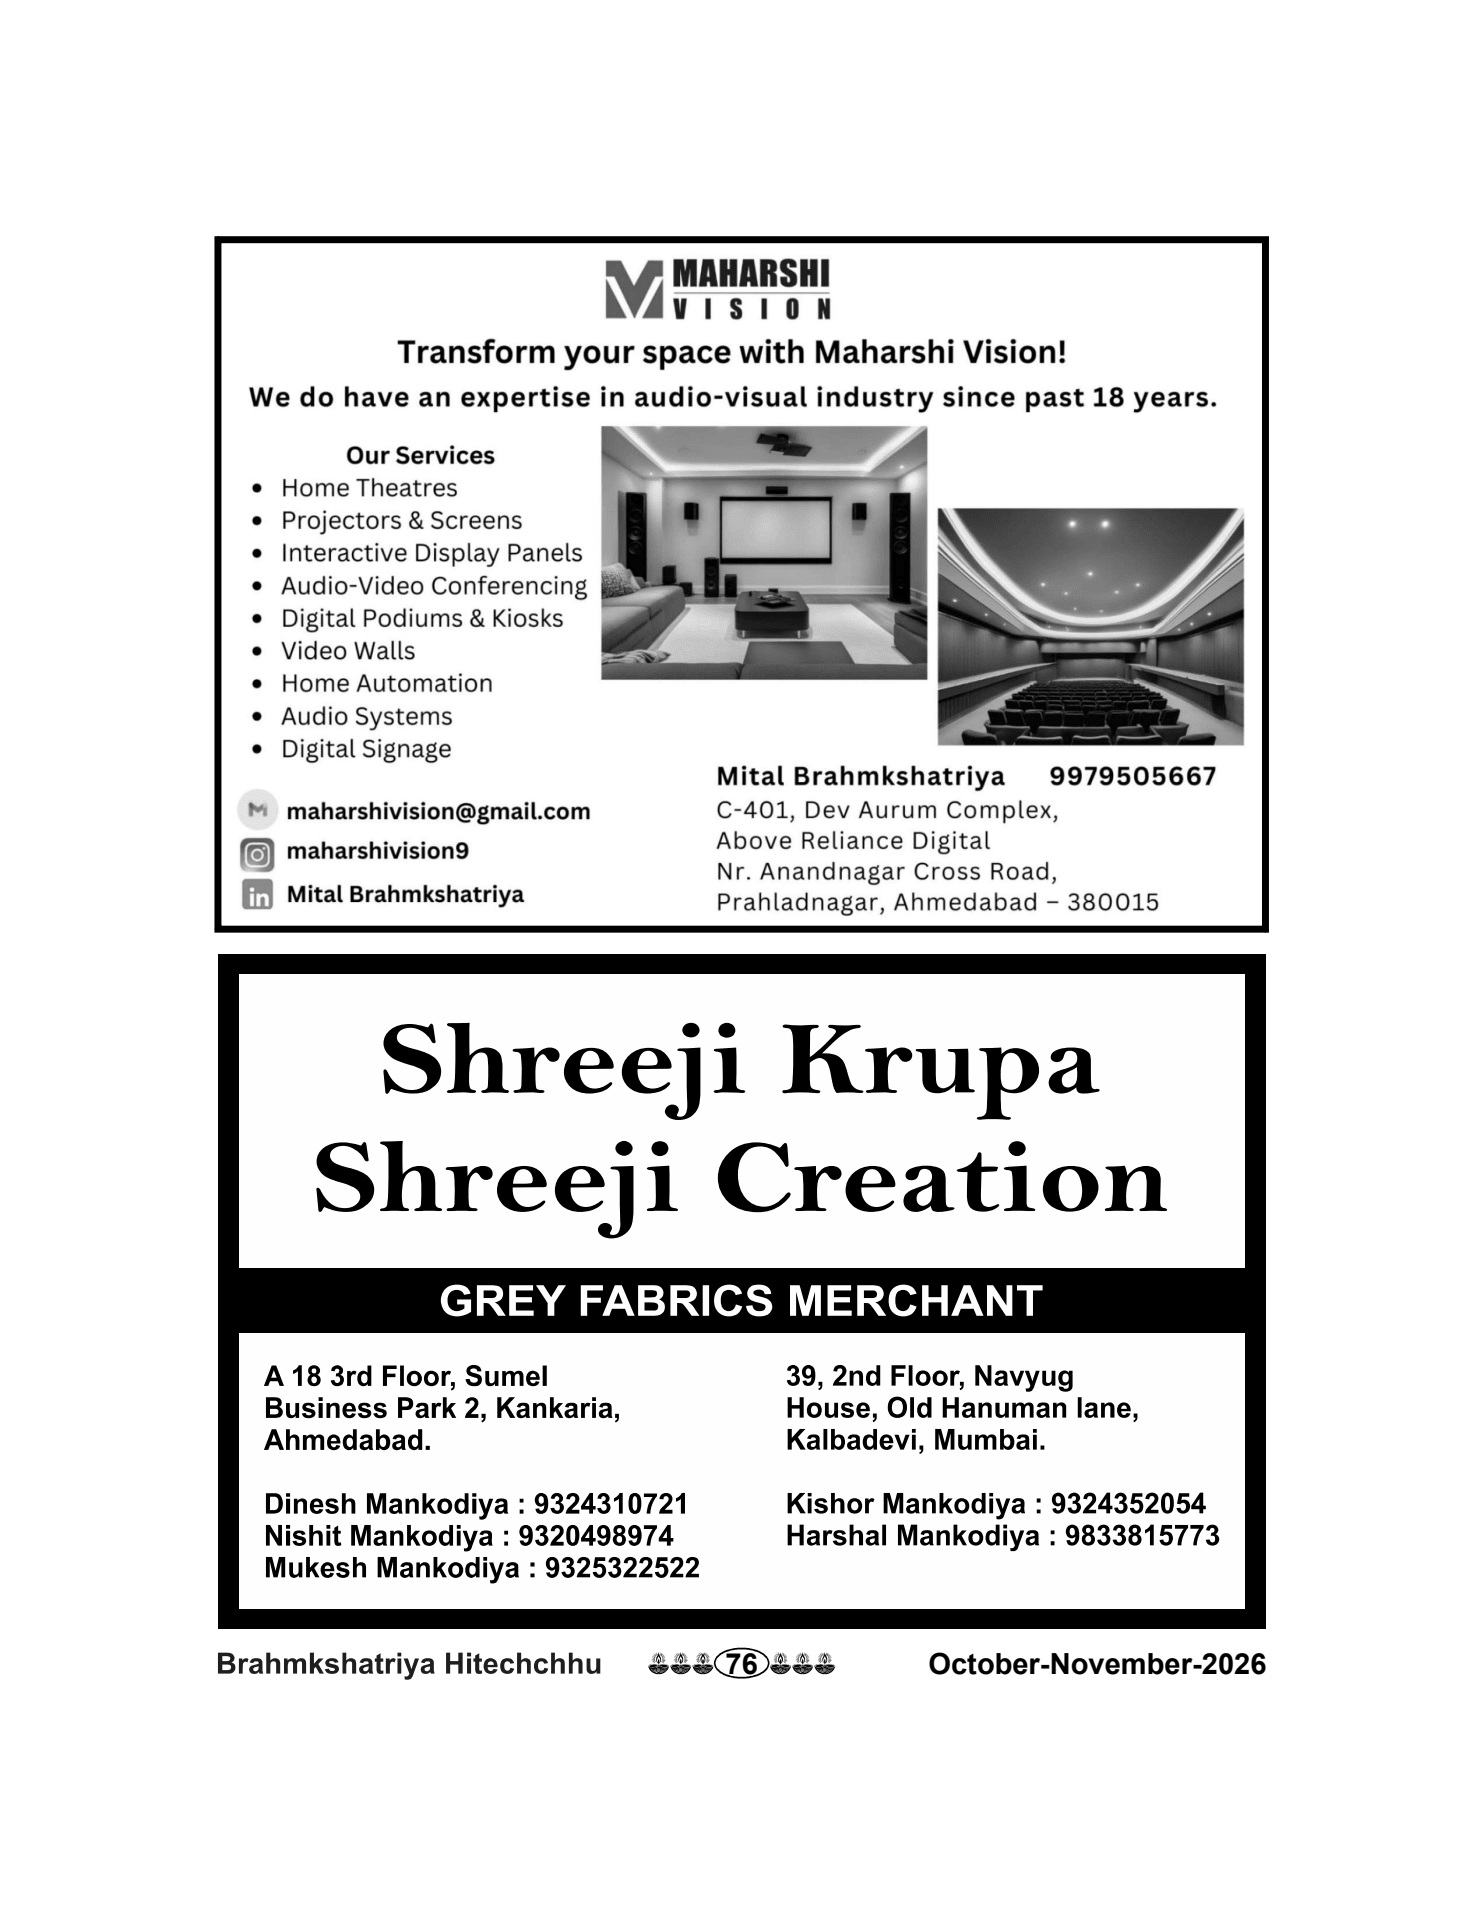 MAHARSHI
VISION
Transform your space with Maharshi Vision!
We do have an expertise in audio-visual industry since past 18 years.
Our Services
• Home Theatres
• Projectors & Screens
• Interactive Display Panels
• Audio-Video Conferencing
• Digital Podiums & Kiosks
• Video Walls
• Home Automation
• Audio Systems
• Digital Signage
maharshivision@gmail.com
maharshivision9
in Mital Brahmkshatriya
Mital Brahmkshatriya 9979505667
C-401, Dev Aurum Complex,
Above Reliance Digital
Nr. Anandnagar Cross Road,
Prahladnagar, Ahmedabad – 380015
Shreeji Krupa
Shreeji Creation
GREY FABRICS MERCHANT
A 18 3rd Floor, Sumel
Business Park 2, Kankaria,
Ahmedabad.
Dinesh Mankodiya : 9324310721
Nishit Mankodiya : 9320498974
Mukesh Mankodiya : 9325322522
39, 2nd Floor, Navyug
House, Old Hanuman lane,
Kalbadevi, Mumbai.
Kishor Mankodiya : 9324352054
Harshal Mankodiya : 9833815773
Brahmkshatriya Hitechchhu 76 October-November-2026